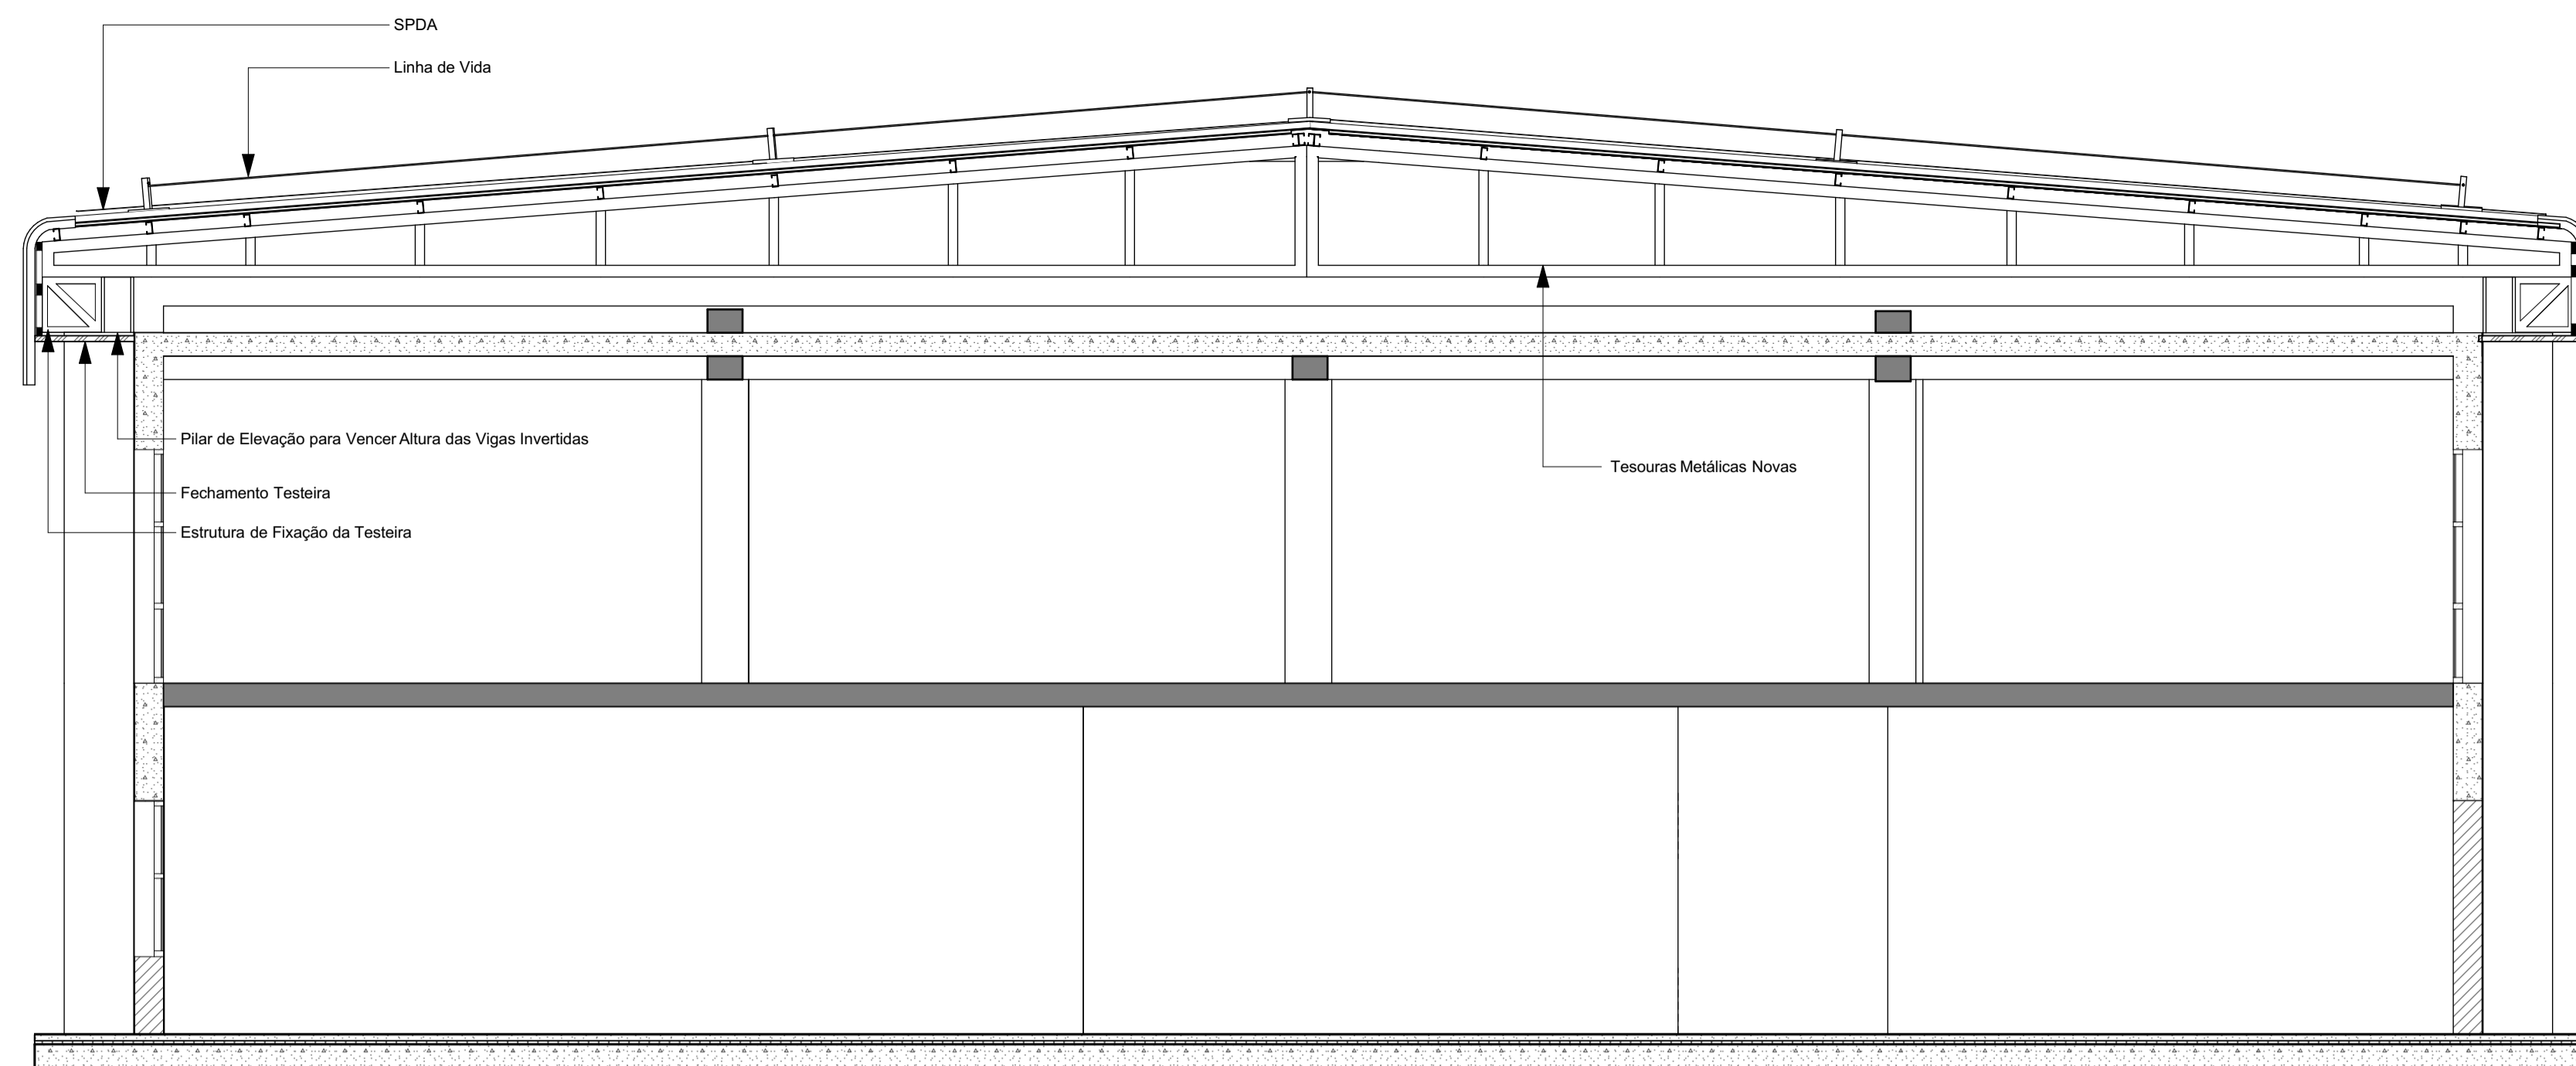 SPDA
Linha de Vida
Pilar de Elevação para Vencer Altura das Vigas Invertidas
Tesouras Metálicas Novas
Fechamento Testeira
Estrutura de Fixação da Testeira